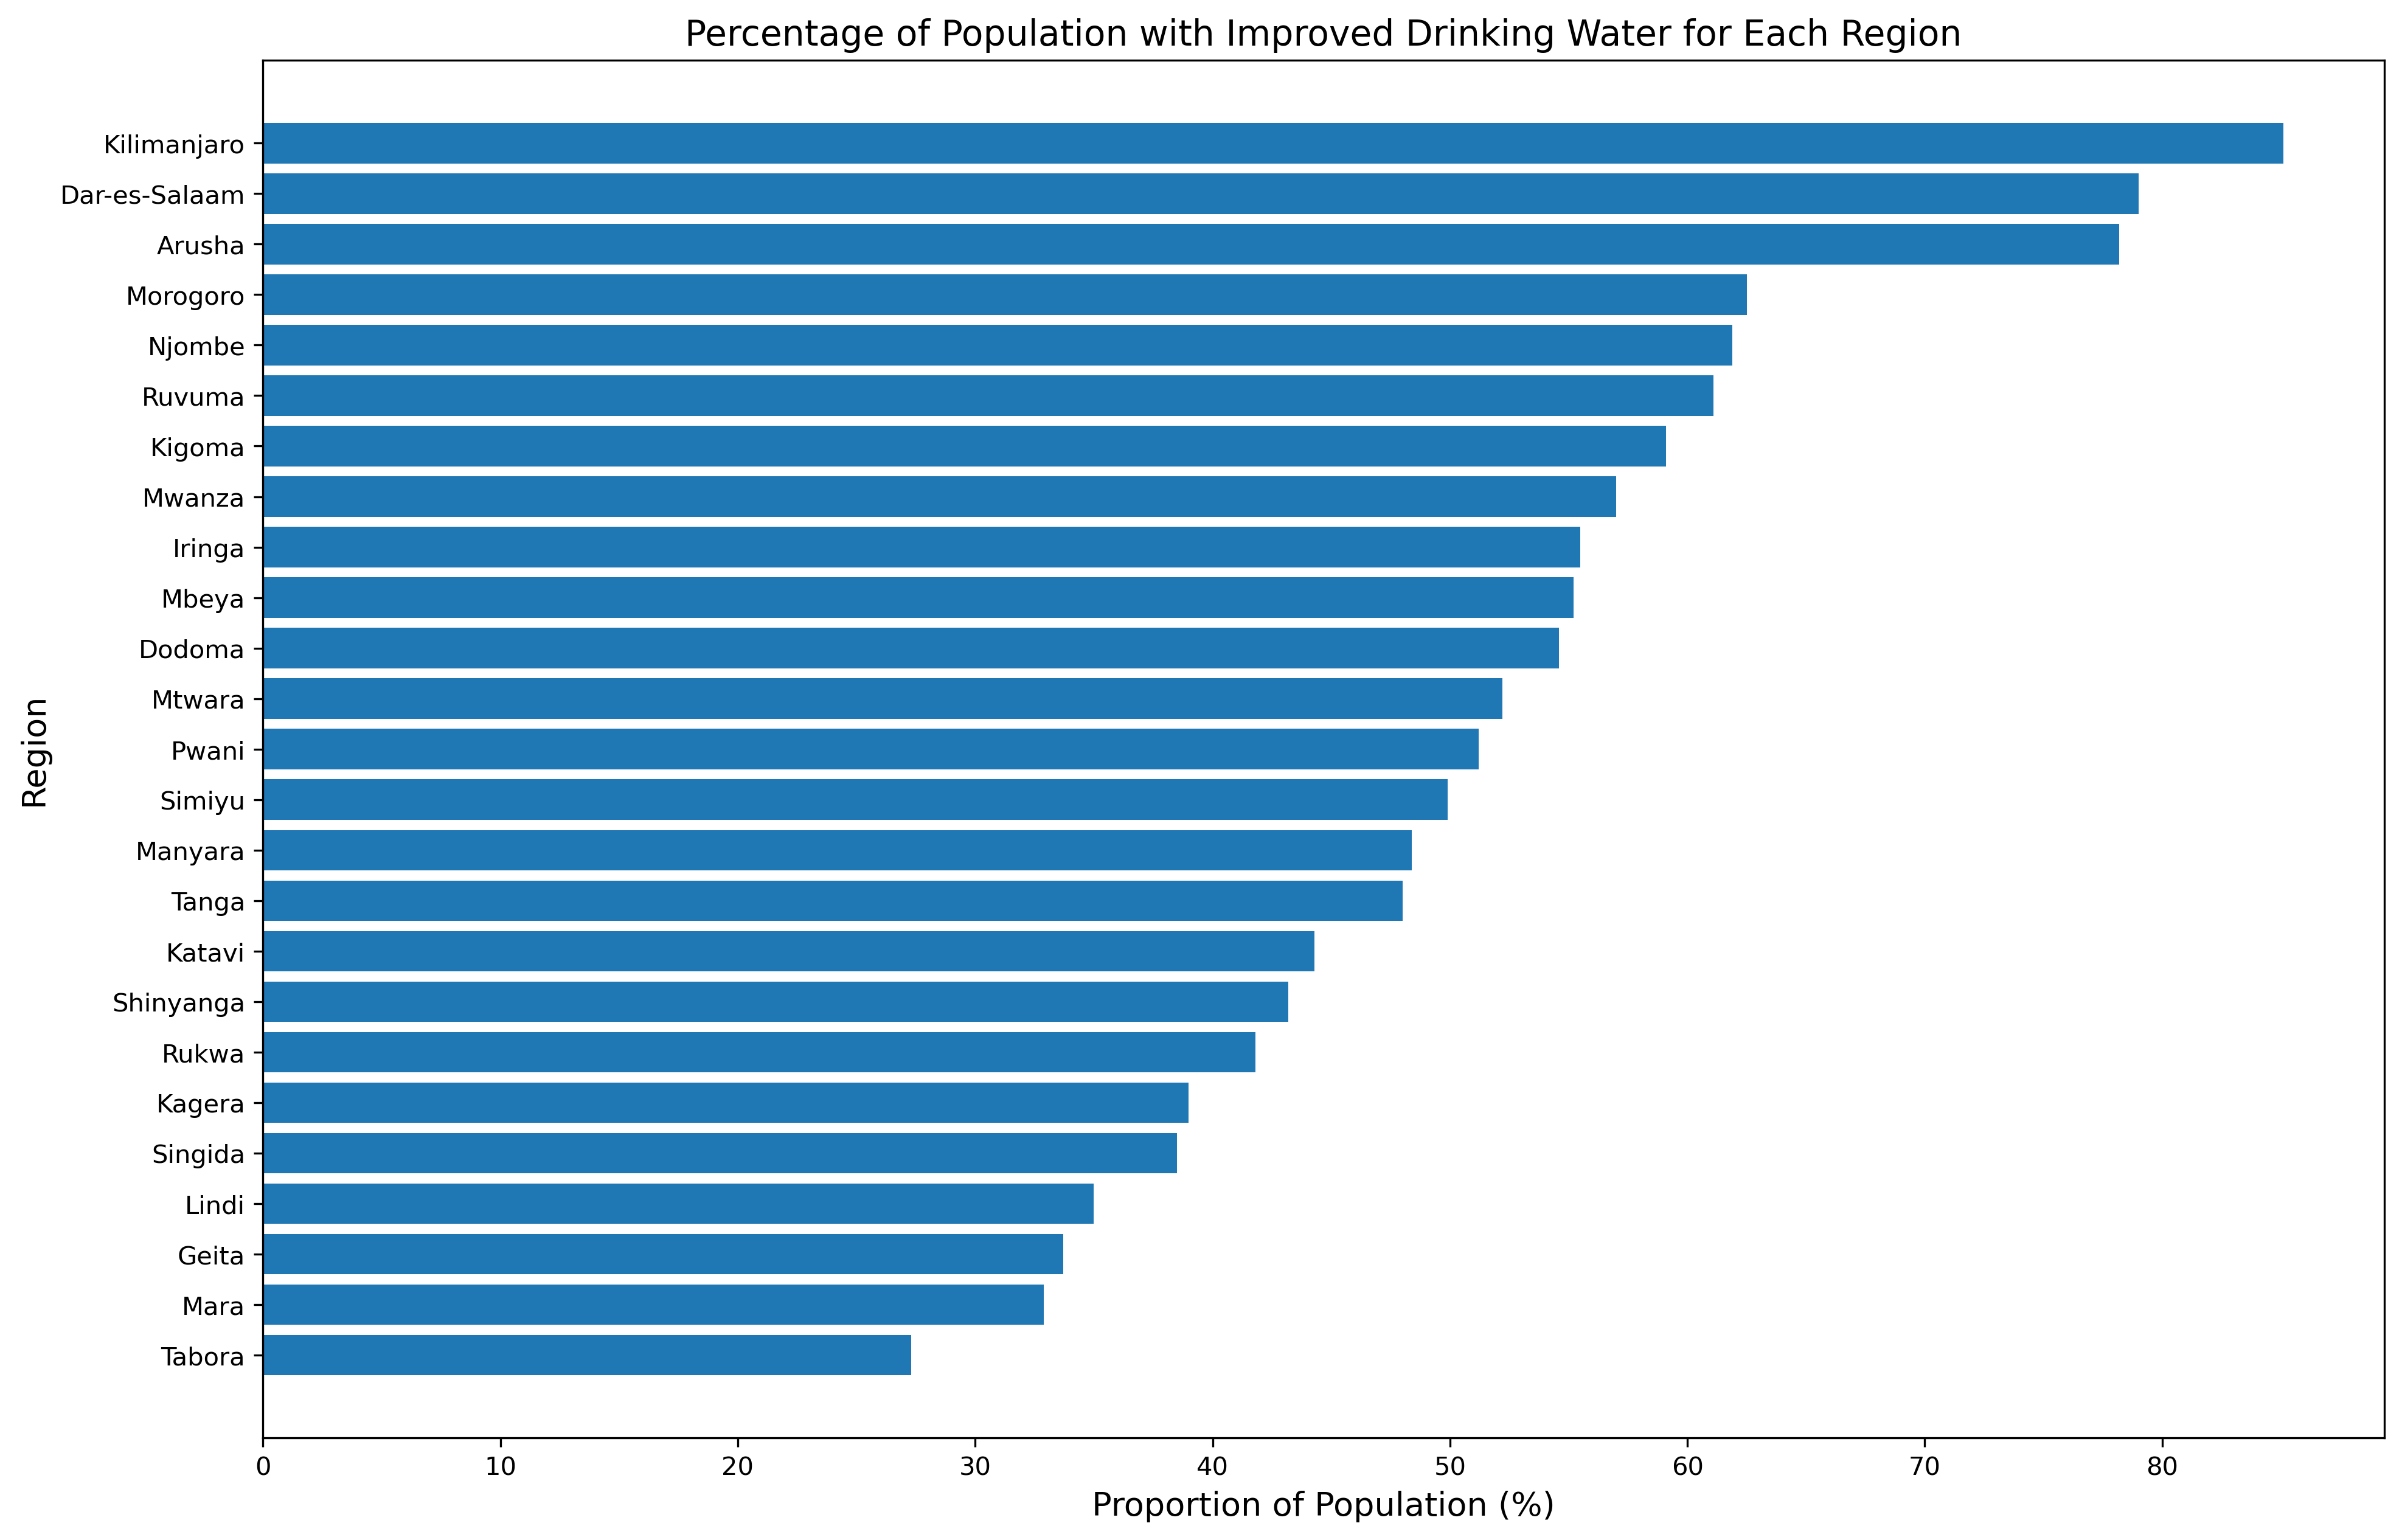 Percentage of Population with Improved Drinking Water for Each Region
Kilimanjaro
Dar-es-Salaam
Arusha
Morogoro
Njombe
Ruvuma
Kigoma
Mwanza
Iringa
Mbeya
Dodoma
Mtwara
Pwani
Simiyu
Manyara
Tanga
Katavi
Shinyanga
Rukwa
Kagera
Singida
Lindi
Geita
Mara
Tabora
Region
0 10 20 30 40 50 60 70 80
Proportion of Population (%)